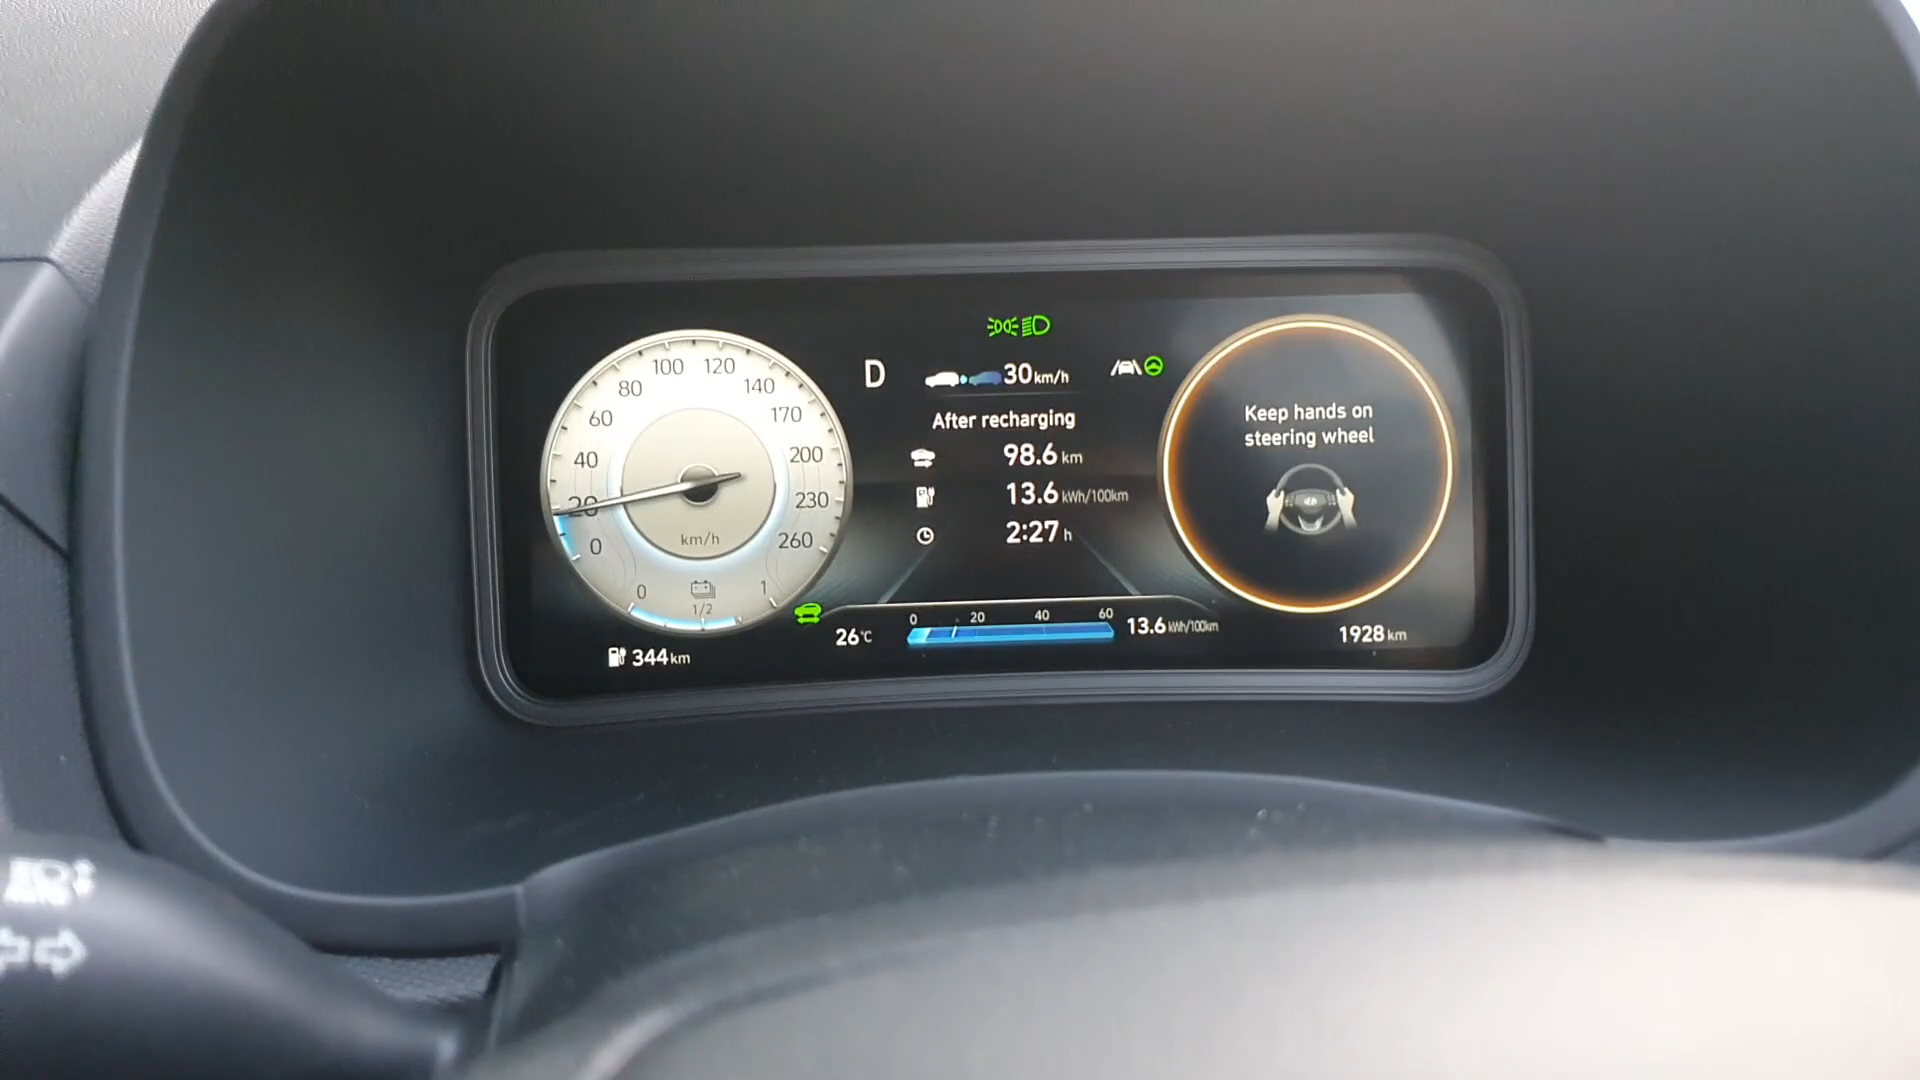 D
30 km/h
After recharging
98.6 km
13.6 kWh/100km
2:27 h
0
20
40
60
80
100
120
140
170
200
230
260
km/h
0
1/2
1
344 km
26°C
0
20
40
60
13.6 kWh/100km
Keep hands on
steering wheel
1928 km